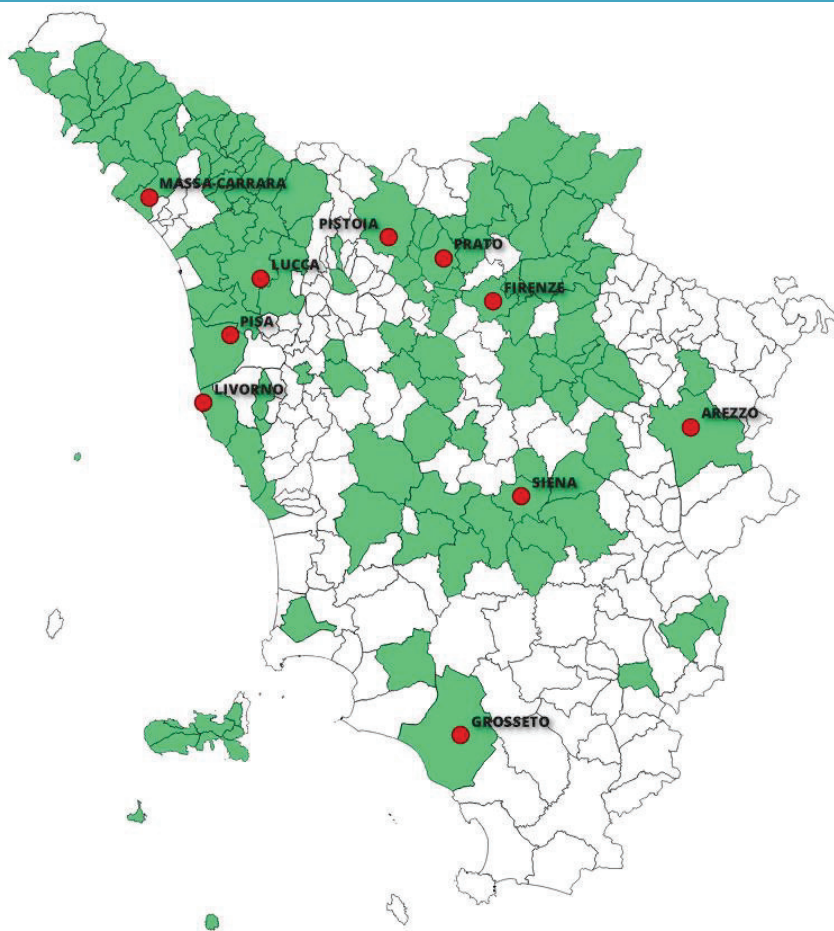 MASSA-CARRARA
PISTOIA
PRATO
LUCCA
FIRENZE
PISA
LIVORNO
AREZZO
SIENA
GROSSETO